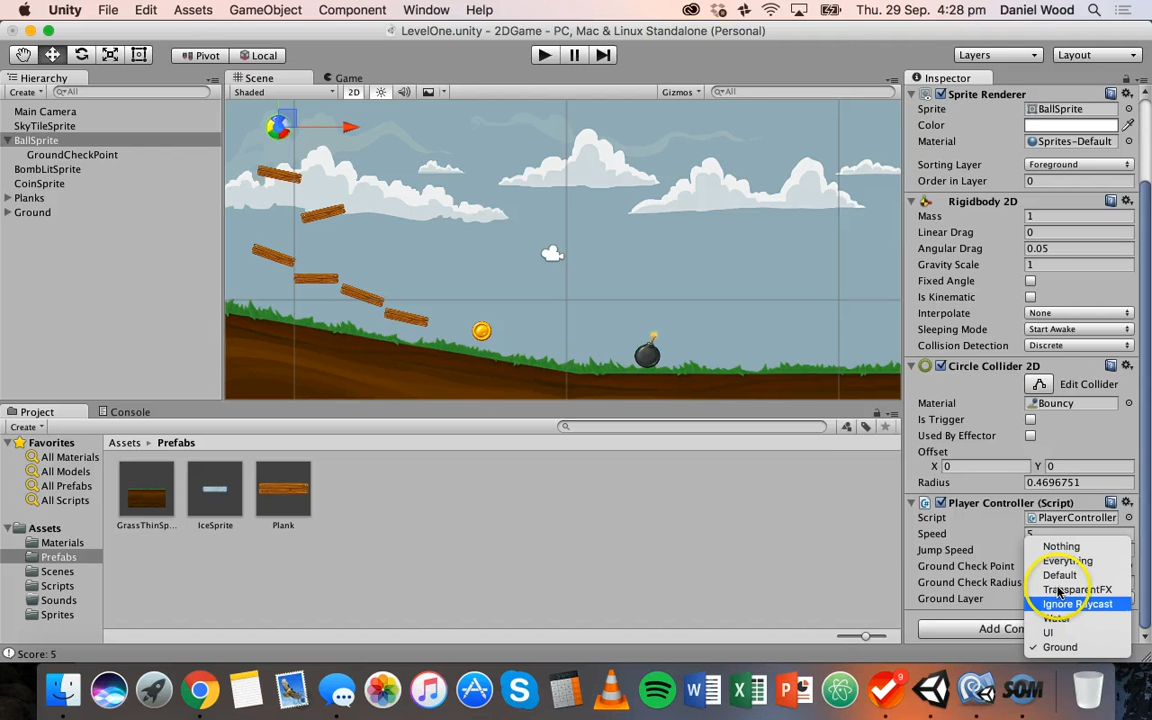 Unity File Edit Assets GameObject Component Window Help Thu. 29 Sep. 4:28 pm Daniel Wood
LevelOne.unity - 2DGame - PC, Mac & Linux Standalone (Personal)
Pivot Local Layers Layout
Hierarchy Scene Game Inspector
Create All Shaded 2D Gizmos All
Main Camera
SkyTileSprite
BallSprite
GroundCheckPoint
BombLitSprite
CoinSprite
Planks
Ground
Sprite Renderer
Sprite BallSprite
Color
Material Sprites-Default
Sorting Layer Foreground
Order in Layer 0
Rigidbody 2D
Mass 1
Linear Drag 0
Angular Drag 0.05
Gravity Scale 1
Fixed Angle
Is Kinematic
Interpolate None
Sleeping Mode Start Awake
Collision Detection Discrete
Circle Collider 2D
Edit Collider
Material Bouncy
Is Trigger
Used By Effector
Offset
X 0 Y 0
Radius 0.4696751
Player Controller (Script)
Script PlayerController
Speed 5
Jump Speed
Ground Check Point
Ground Check Radius
Ground Layer
Add Com
Nothing
Everything
Default
TransparentFX
Ignore Raycast
Water
UI
Ground
Project Console
Create
Favorites
All Materials
All Models
All Prefabs
All Scripts
Assets
Materials
Prefabs
Scenes
Scripts
Sounds
Sprites
Assets Prefabs
GrassThinSp... IceSprite Plank
Score: 5
9
SOM